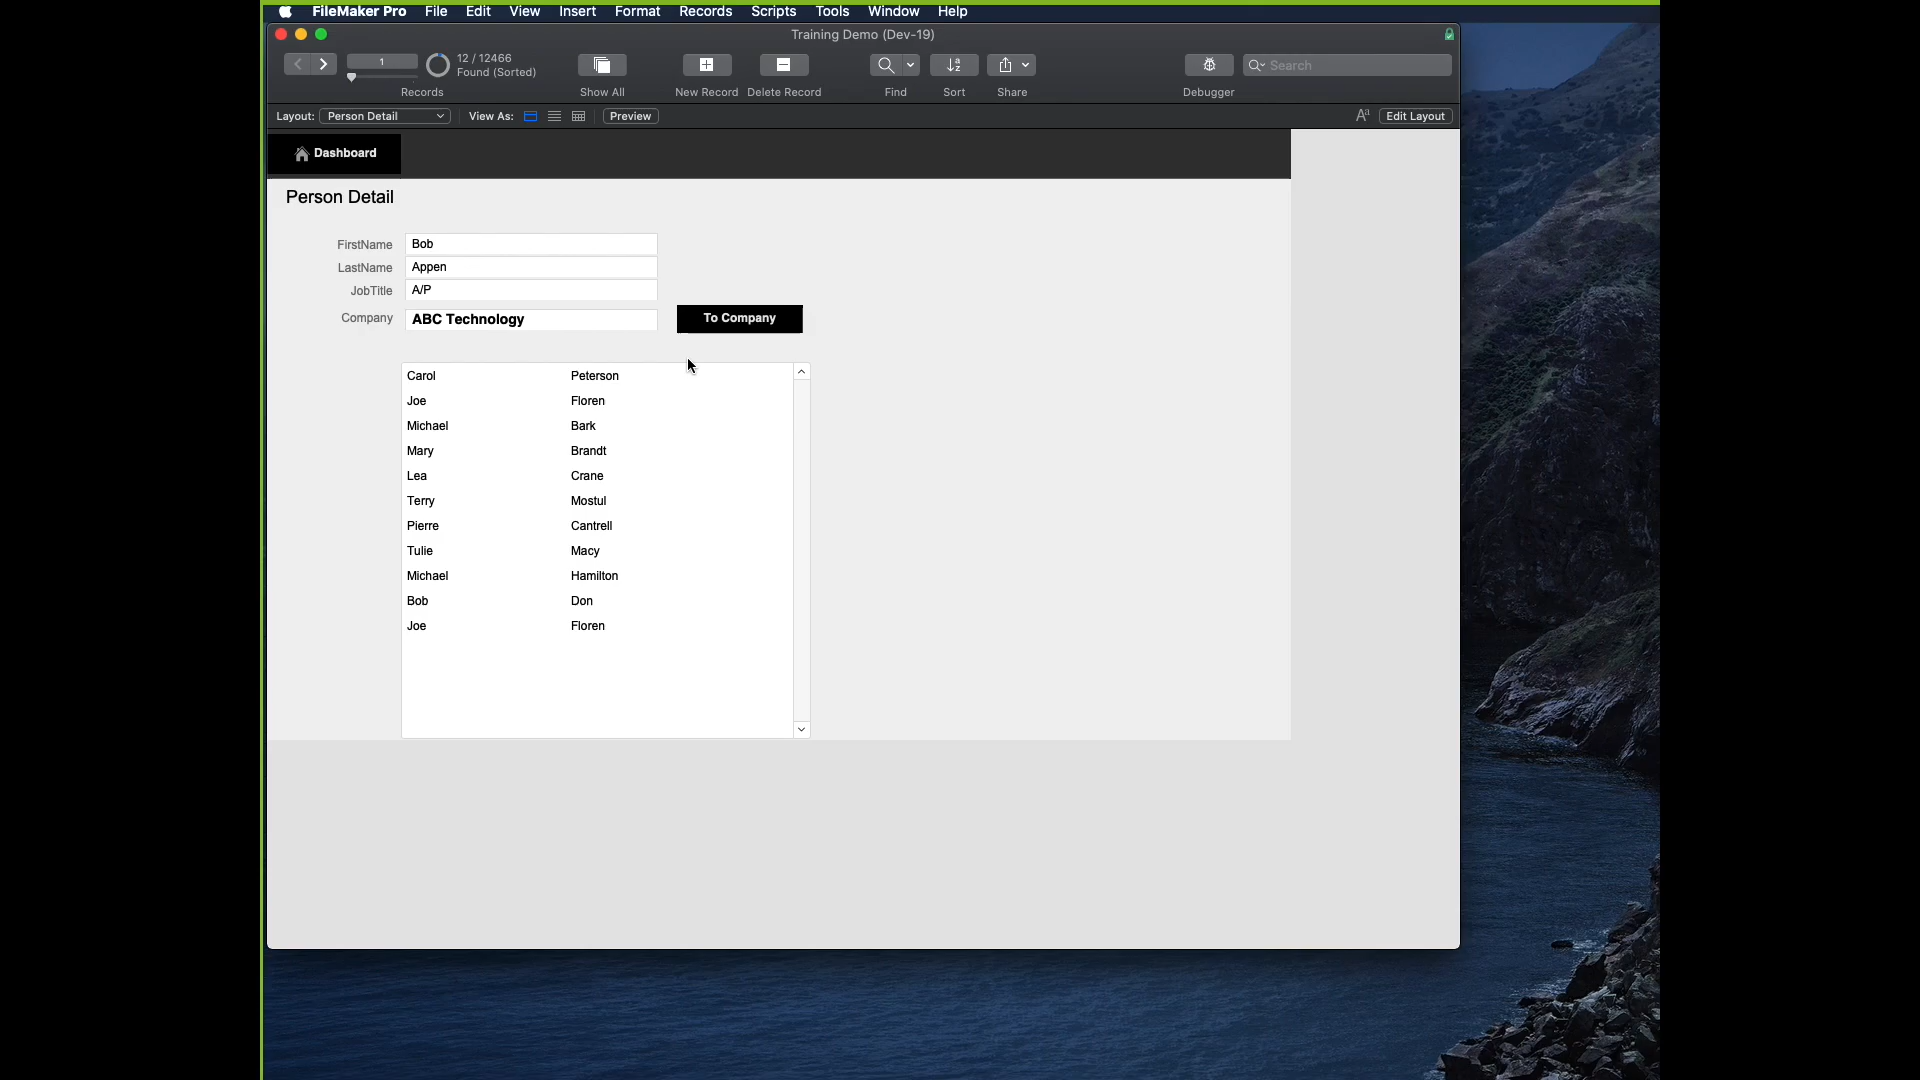 FileMaker Pro File Edit View Insert Format Records Scripts Tools Window Help
Training Demo (Dev-19)
1
12 / 12466
Found (Sorted)
Search
Records Show All New Record Delete Record Find Sort Share Debugger
Layout: Person Detail View As: Preview Aa Edit Layout
Dashboard
Person Detail
FirstName Bob
LastName Appen
JobTitle A/P
Company ABC Technology To Company
Carol Peterson
Joe Floren
Michael Bark
Mary Brandt
Lea Crane
Terry Mostul
Pierre Cantrell
Tulie Macy
Michael Hamilton
Bob Don
Joe Floren